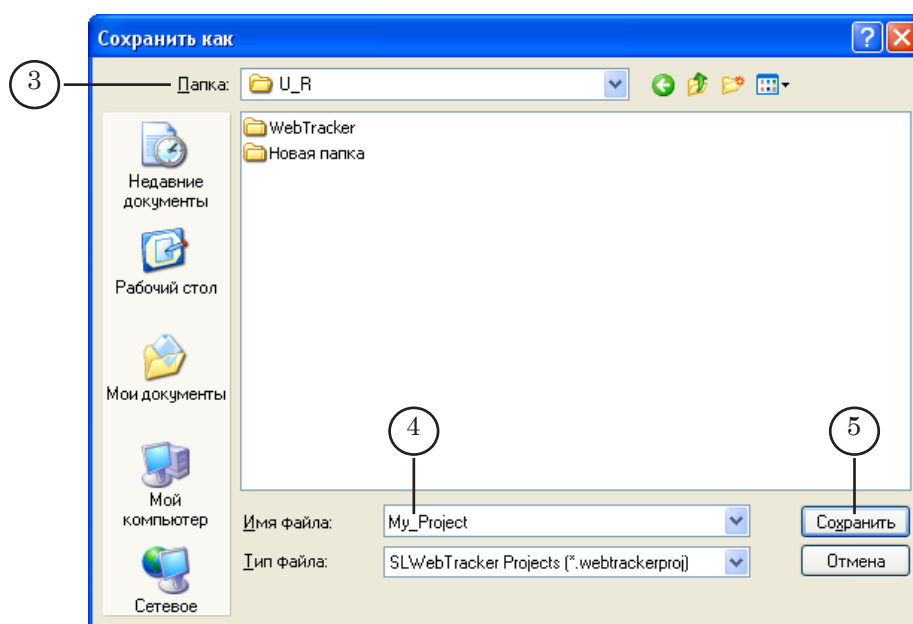 Сохранить как
3
Папка:
U_R
WebTracker
Новая папка
Недавние
документы
Рабочий стол
Мои документы
Мой
компьютер
Сетевое
4
5
Имя файла:
My_Project
Сохранить
Тип файла:
SLWebTracker Projects (*.webtrackerproj)
Отмена